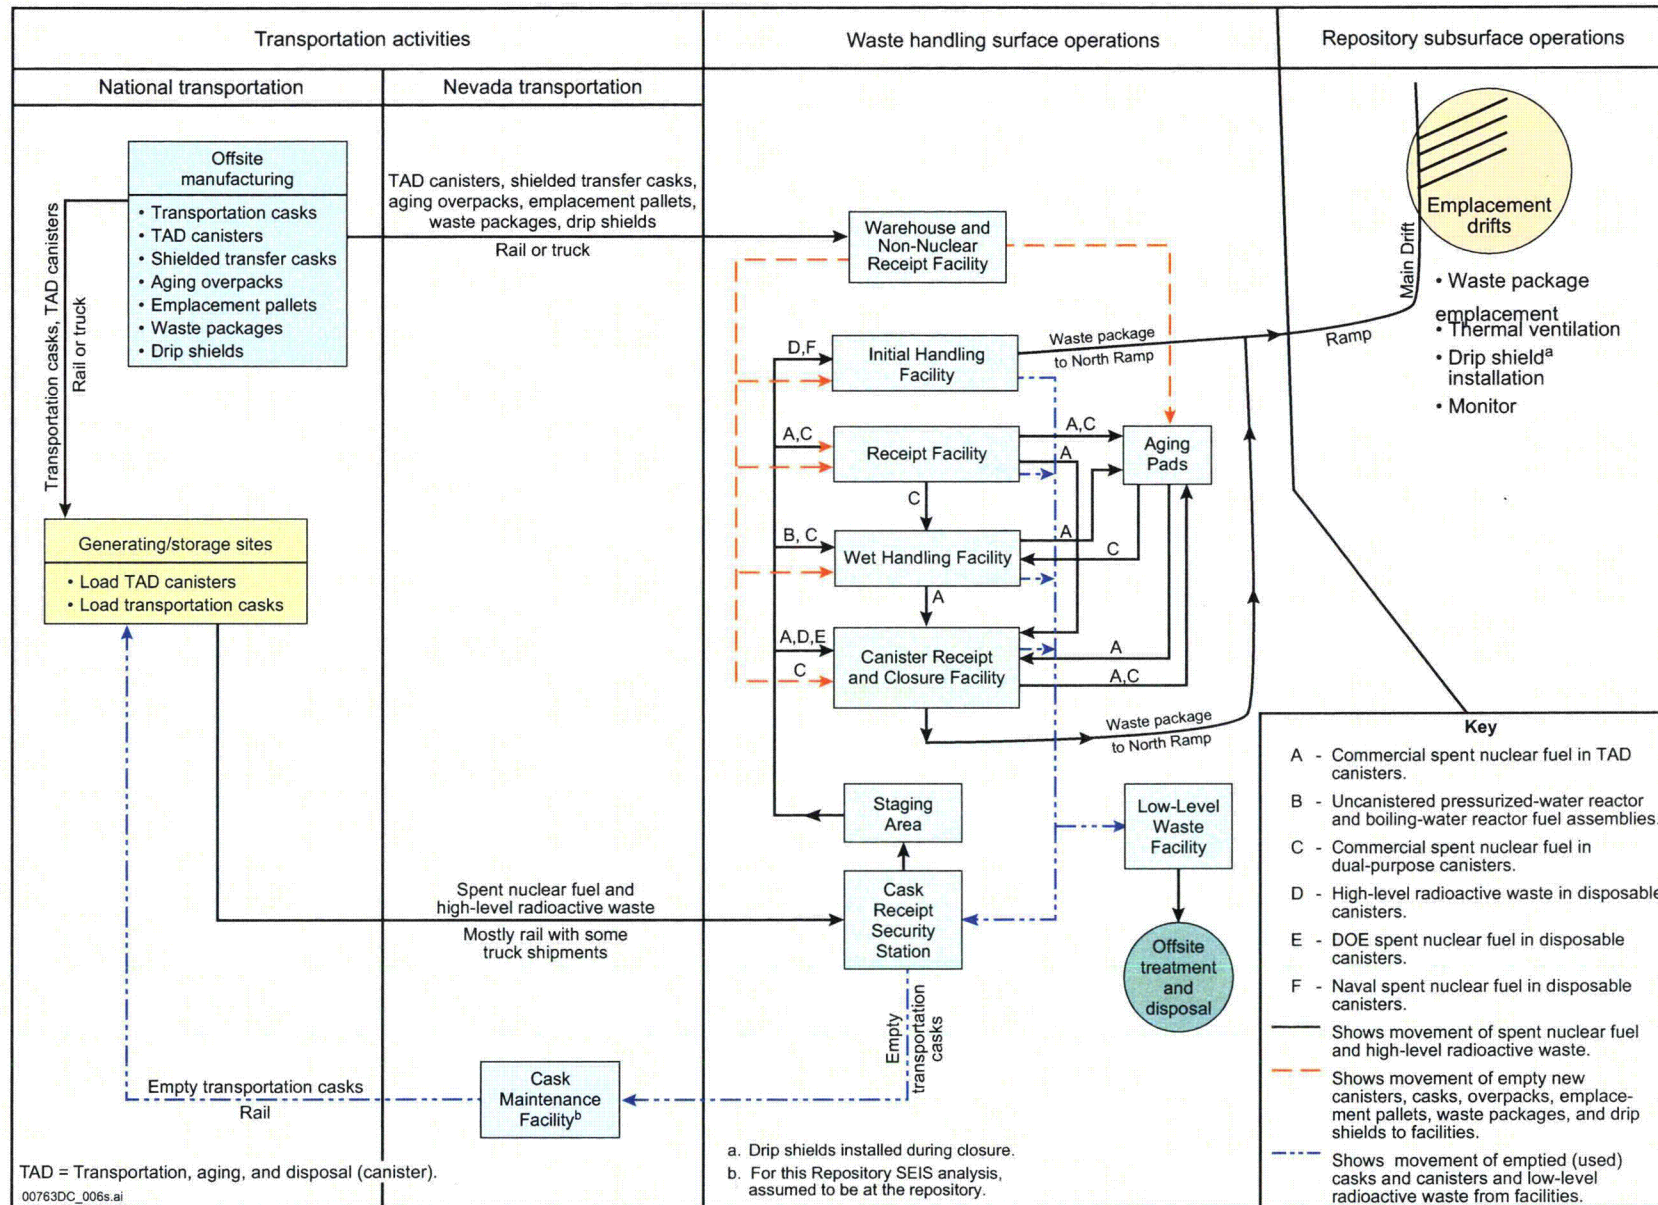 Transportation activities
Waste handling surface operations
Repository subsurface operations
National transportation
Nevada transportation
Offsite
manufacturing
• Transportation casks
• TAD canisters
• Shielded transfer casks
• Aging overpacks
• Emplacement pallets
• Waste packages
• Drip shields
Transportation casks, TAD canisters
Rail or truck
TAD canisters, shielded transfer casks,
aging overpacks, emplacement pallets,
waste packages, drip shields
Rail or truck
Warehouse and
Non-Nuclear
Receipt Facility
D,F
Initial Handling
Facility
Waste package
to North Ramp
Ramp
Main Drift
Emplacement
drifts
• Waste package
emplacement
• Thermal ventilation
• Drip shieldª
installation
• Monitor
A,C
Receipt Facility
A,C
A
Aging
Pads
C
B, C
Wet Handling Facility
A
C
A
A,D,E
C
Canister Receipt
and Closure Facility
A
A,C
Waste package
to North Ramp
Generating/storage sites
• Load TAD canisters
• Load transportation casks
Staging
Area
Low-Level
Waste
Facility
Spent nuclear fuel and
high-level radioactive waste
Mostly rail with some
truck shipments
Cask
Receipt
Security
Station
Offsite
treatment
and
disposal
Empty
transportation
casks
Empty transportation casks
Rail
Cask
Maintenance
Facilityᵇ
Key
A - Commercial spent nuclear fuel in TAD
canisters.
B - Uncanistered pressurized-water reactor
and boiling-water reactor fuel assemblies.
C - Commercial spent nuclear fuel in
dual-purpose canisters.
D - High-level radioactive waste in disposable
canisters.
E - DOE spent nuclear fuel in disposable
canisters.
F - Naval spent nuclear fuel in disposable
canisters.
Shows movement of spent nuclear fuel
and high-level radioactive waste.
Shows movement of empty new
canisters, casks, overpacks, emplace-
ment pallets, waste packages, and drip
shields to facilities.
Shows movement of emptied (used)
casks and canisters and low-level
radioactive waste from facilities.
a. Drip shields installed during closure.
b. For this Repository SEIS analysis,
assumed to be at the repository.
TAD = Transportation, aging, and disposal (canister).
00763DC_006s.ai